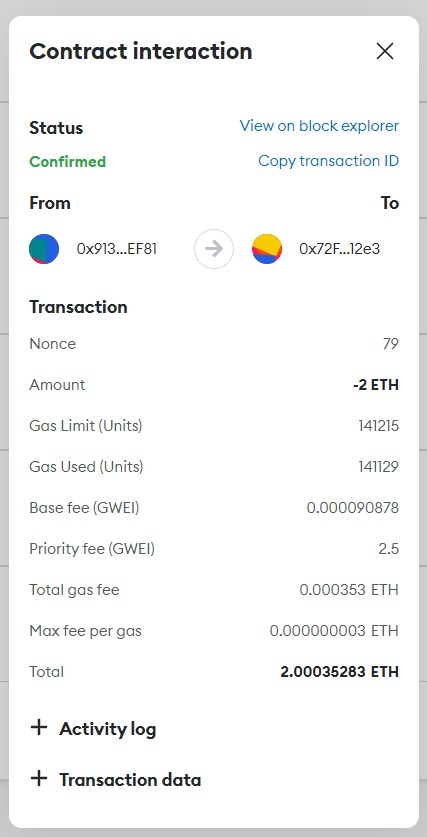 Contract interaction
Status View on block explorer
Confirmed Copy transaction ID
From To
0x913...EF81 0x72F...12e3
Transaction
Nonce 79
Amount -2 ETH
Gas Limit (Units) 141215
Gas Used (Units) 141129
Base fee (GWEI) 0.000090878
Priority fee (GWEI) 2.5
Total gas fee 0.000353 ETH
Max fee per gas 0.000000003 ETH
Total 2.00035283 ETH
+ Activity log
+ Transaction data